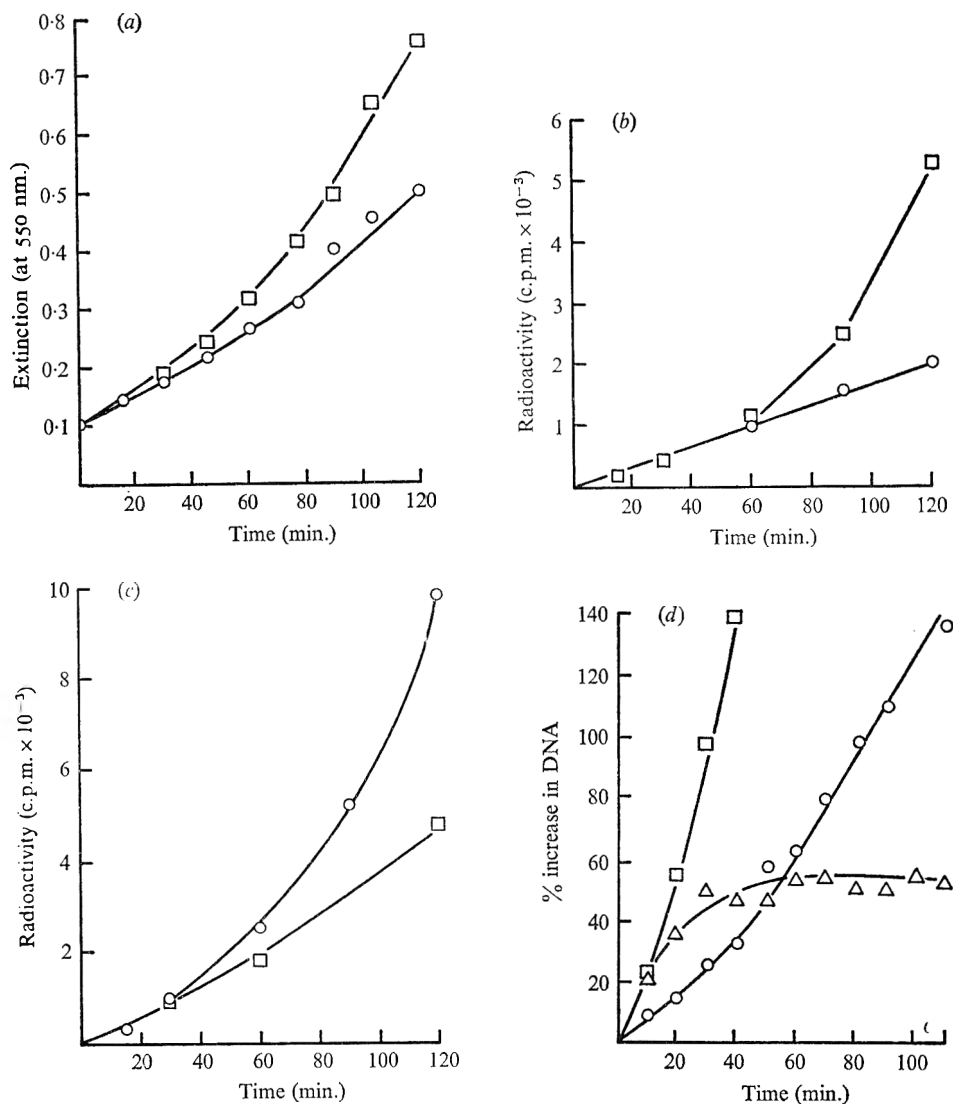 (a)
Extinction (at 550 nm.)
0·8
0·7
0·6
0·5
0·4
0·3
0·2
0·1
20 40 60 80 100 120
Time (min.)
(b)
Radioactivity (c.p.m. × 10⁻³)
6
5
4
3
2
1
20 40 60 80 100 120
Time (min.)
(c)
Radioactivity (c.p.m. × 10⁻³)
10
8
6
4
2
20 40 60 80 100 120
Time (min.)
(d)
% increase in DNA
140
120
100
80
60
40
20
20 40 60 80 100
Time (min.)